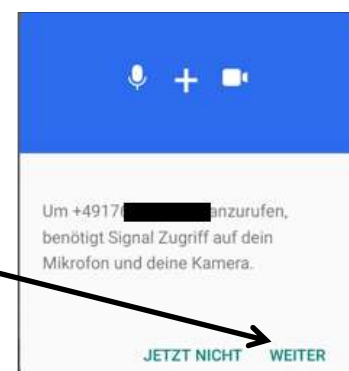 Um +4917 anzurufen,
benötigt Signal Zugriff auf dein
Mikrofon und deine Kamera.
JETZT NICHT WEITER